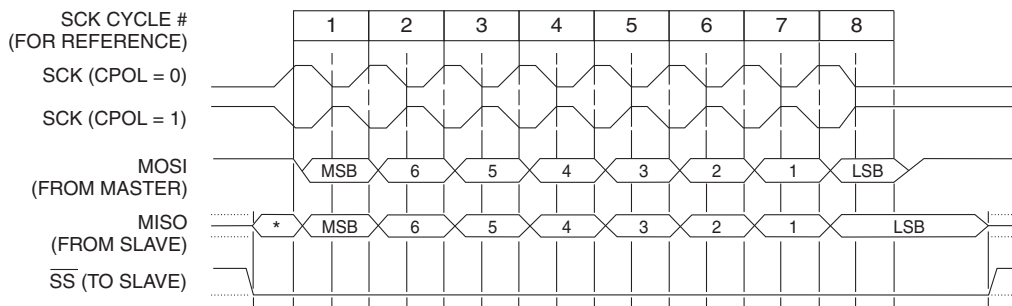 SCK CYCLE #
(FOR REFERENCE)
1 2 3 4 5 6 7 8
SCK (CPOL = 0)
SCK (CPOL = 1)
MOSI
(FROM MASTER)
MSB 6 5 4 3 2 1 LSB
MISO
(FROM SLAVE)
* MSB 6 5 4 3 2 1 LSB
SS (TO SLAVE)